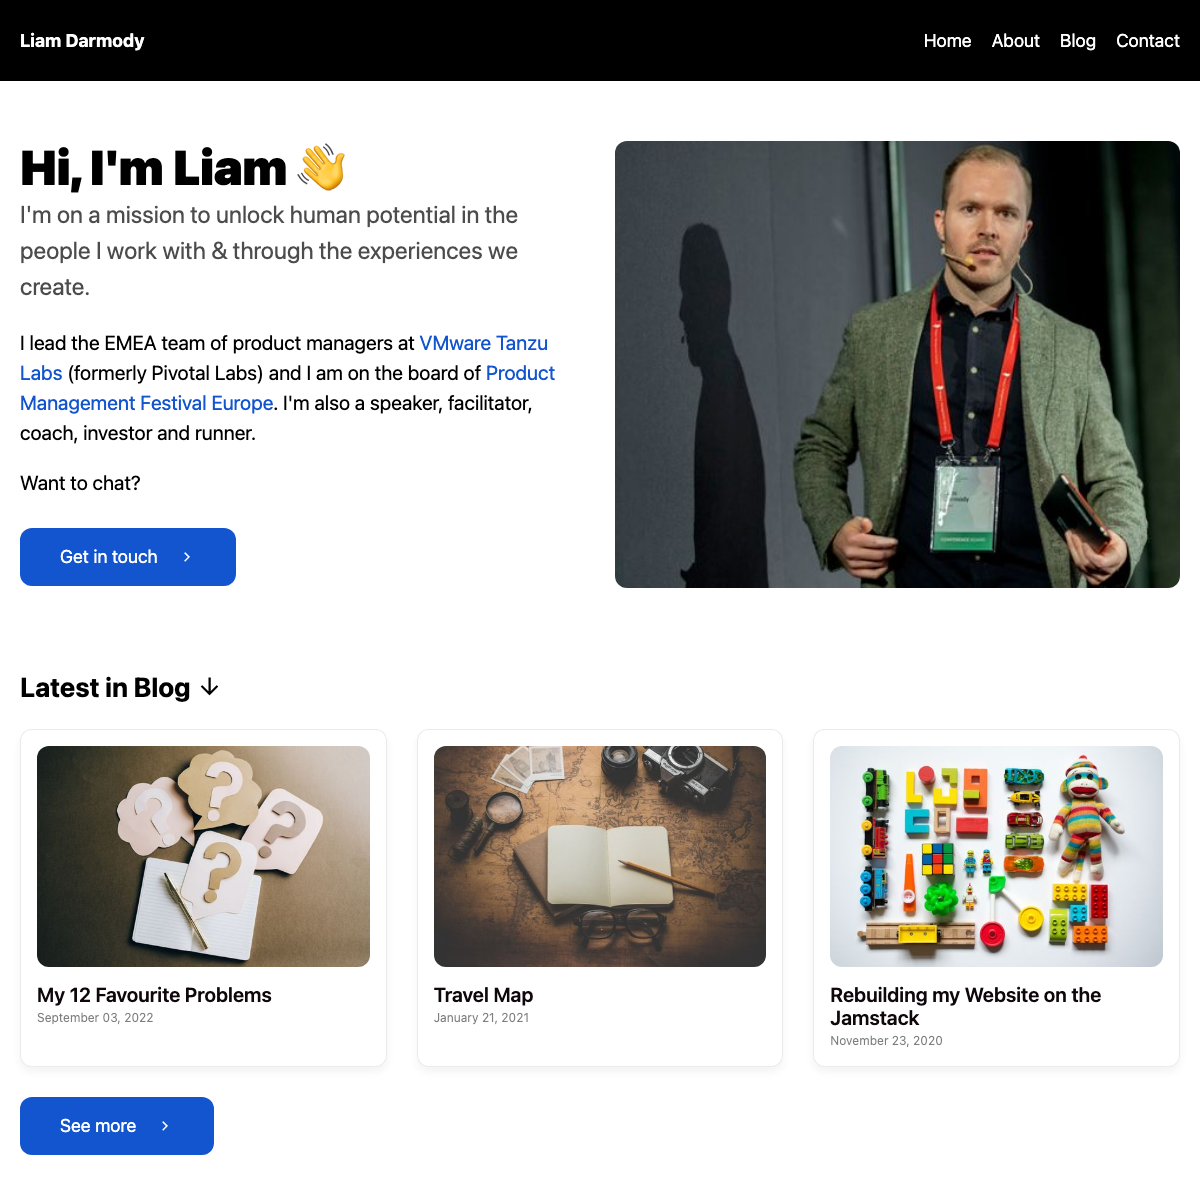 Liam Darmody
Home About Blog Contact
Hi, I'm Liam 👋
I'm on a mission to unlock human potential in the
people I work with & through the experiences we
create.
I lead the EMEA team of product managers at VMware Tanzu
Labs (formerly Pivotal Labs) and I am on the board of Product
Management Festival Europe. I'm also a speaker, facilitator,
coach, investor and runner.
Want to chat?
Get in touch
Latest in Blog ↓
My 12 Favourite Problems
September 03, 2022
Travel Map
January 21, 2021
Rebuilding my Website on the
Jamstack
November 23, 2020
See more